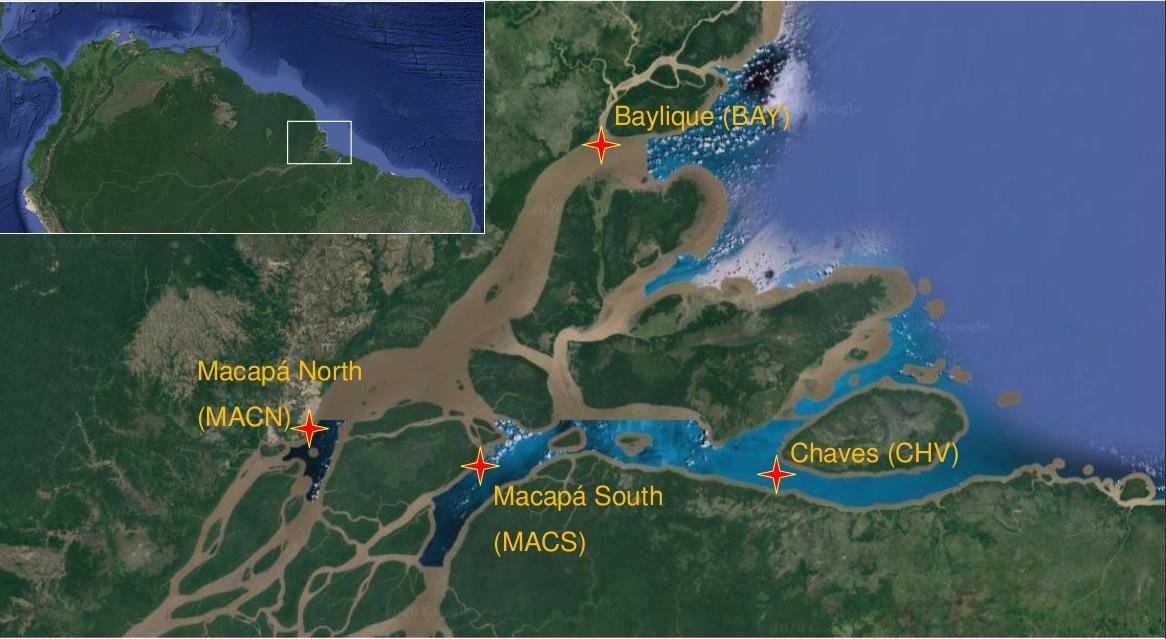 Baylique (BAY)
Macapá North
(MACN)
Chaves (CHV)
Macapá South
(MACS)